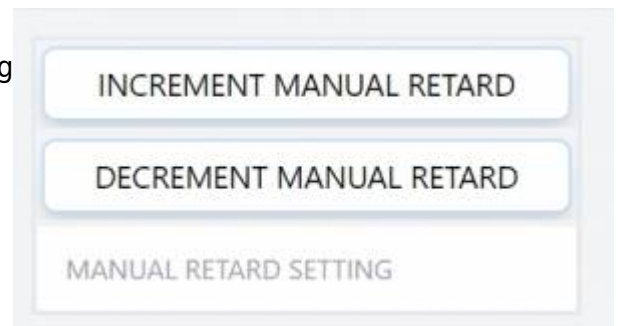 g
INCREMENT MANUAL RETARD
DECREMENT MANUAL RETARD
MANUAL RETARD SETTING